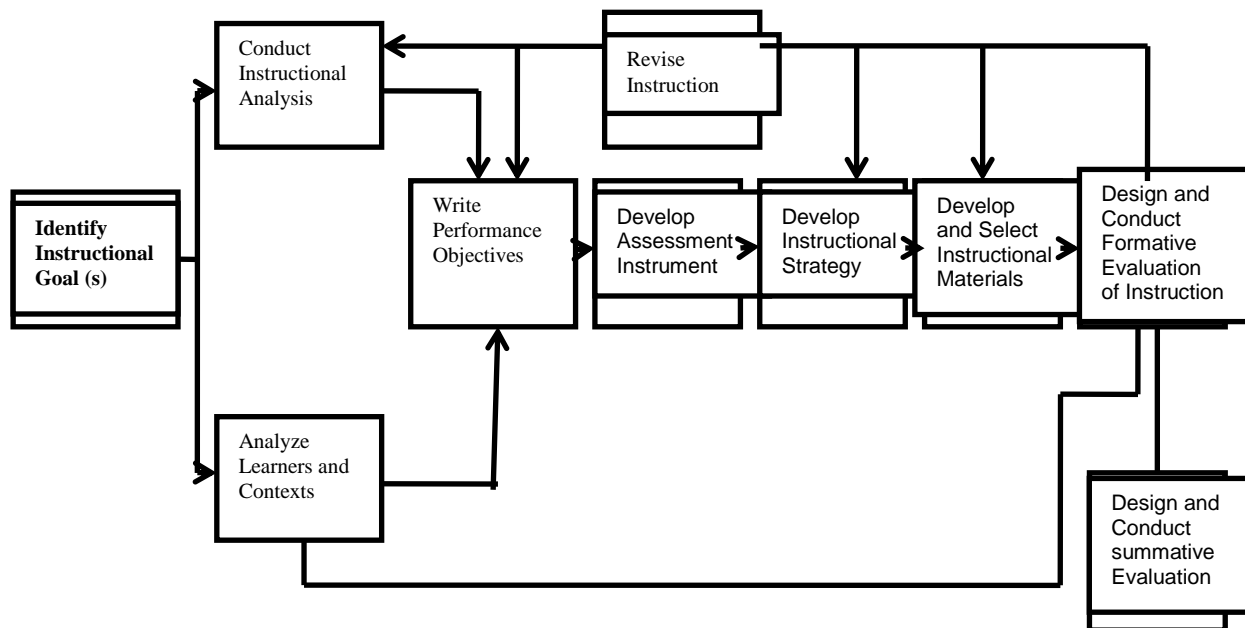 Conduct
Instructional
Analysis
Revise
Instruction
Identify
Instructional
Goal (s)
Write
Performance
Objectives
Develop
Assessment
Instrument
Develop
Instructional
Strategy
Develop
and Select
Instructional
Materials
Design and
Conduct
Formative
Evaluation
of Instruction
Analyze
Learners and
Contexts
Design and
Conduct
summative
Evaluation